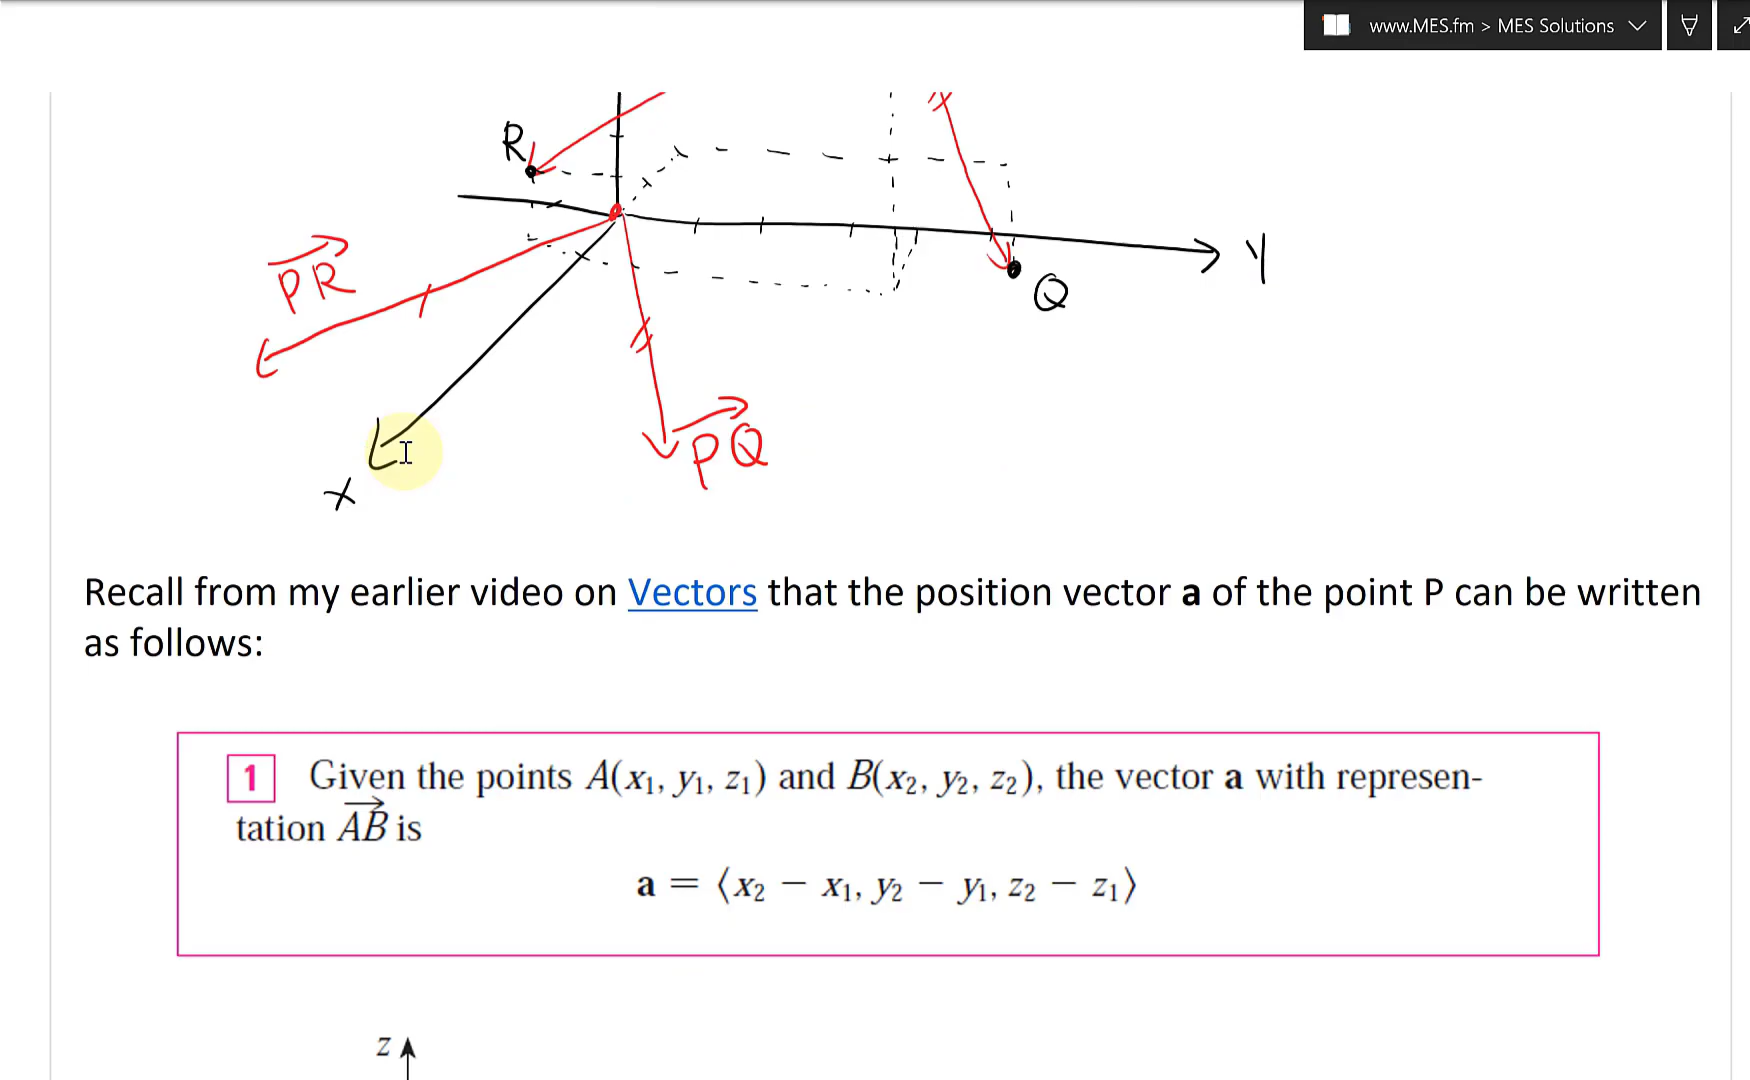 www.MES.fm > MES Solutions
R
Y
PR
Q
PQ
X
Recall from my earlier video on Vectors that the position vector a of the point P can be written
as follows:
1 Given the points A(x₁, y₁, z₁) and B(x₂, y₂, z₂), the vector a with represen-
tation AB is
a = ⟨x₂ − x₁, y₂ − y₁, z₂ − z₁⟩
z